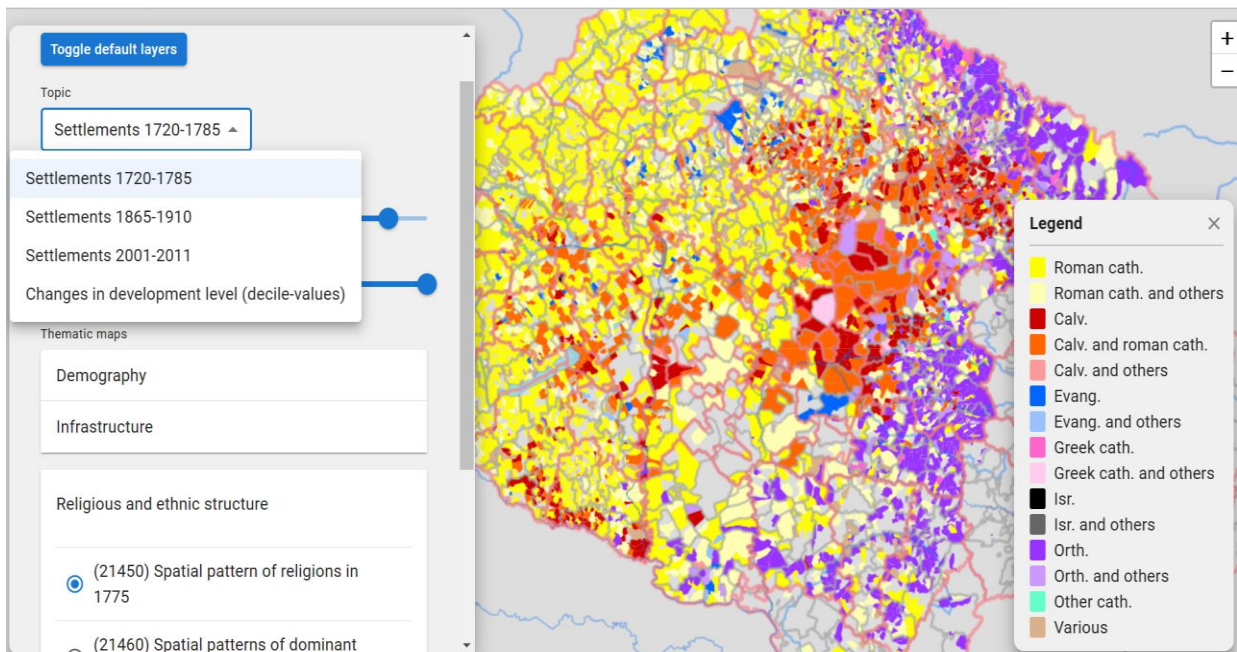 Toggle default layers
Topic
Settlements 1720-1785
Settlements 1720-1785
Settlements 1865-1910
Settlements 2001-2011
Changes in development level (decile-values)
Thematic maps
Demography
Infrastructure
Religious and ethnic structure
(21450) Spatial pattern of religions in
1775
(21460) Spatial patterns of dominant
+
−
Legend
Roman cath.
Roman cath. and others
Calv.
Calv. and roman cath.
Calv. and others
Evang.
Evang. and others
Greek cath.
Greek cath. and others
Isr.
Isr. and others
Orth.
Orth. and others
Other cath.
Various